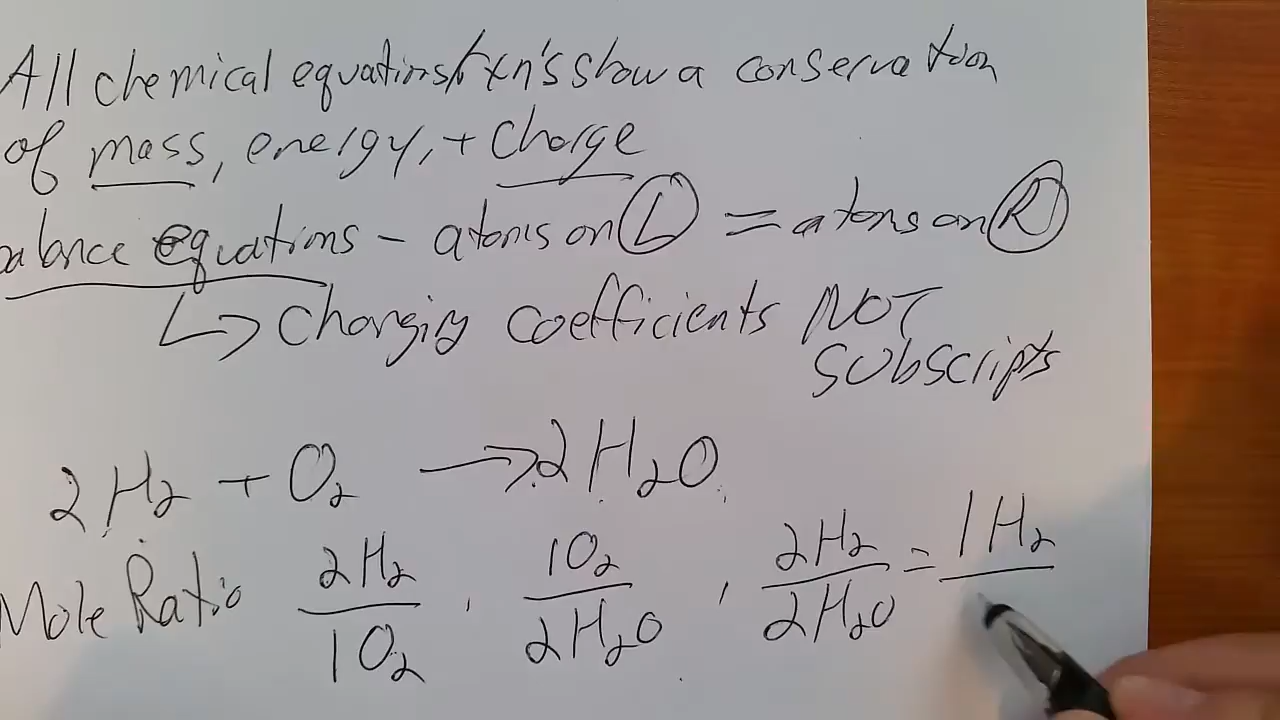 All chemical equations/rxn's show a conservation
of mass, energy, + charge
alance equations - atoms on L = atoms on R
↳ Changing coefficients NOT
subscripts
2H₂ + O₂ → 2H₂O
Mole Ratio 2H₂/1O₂ , 1O₂/2H₂O , 2H₂/2H₂O = 1H₂/